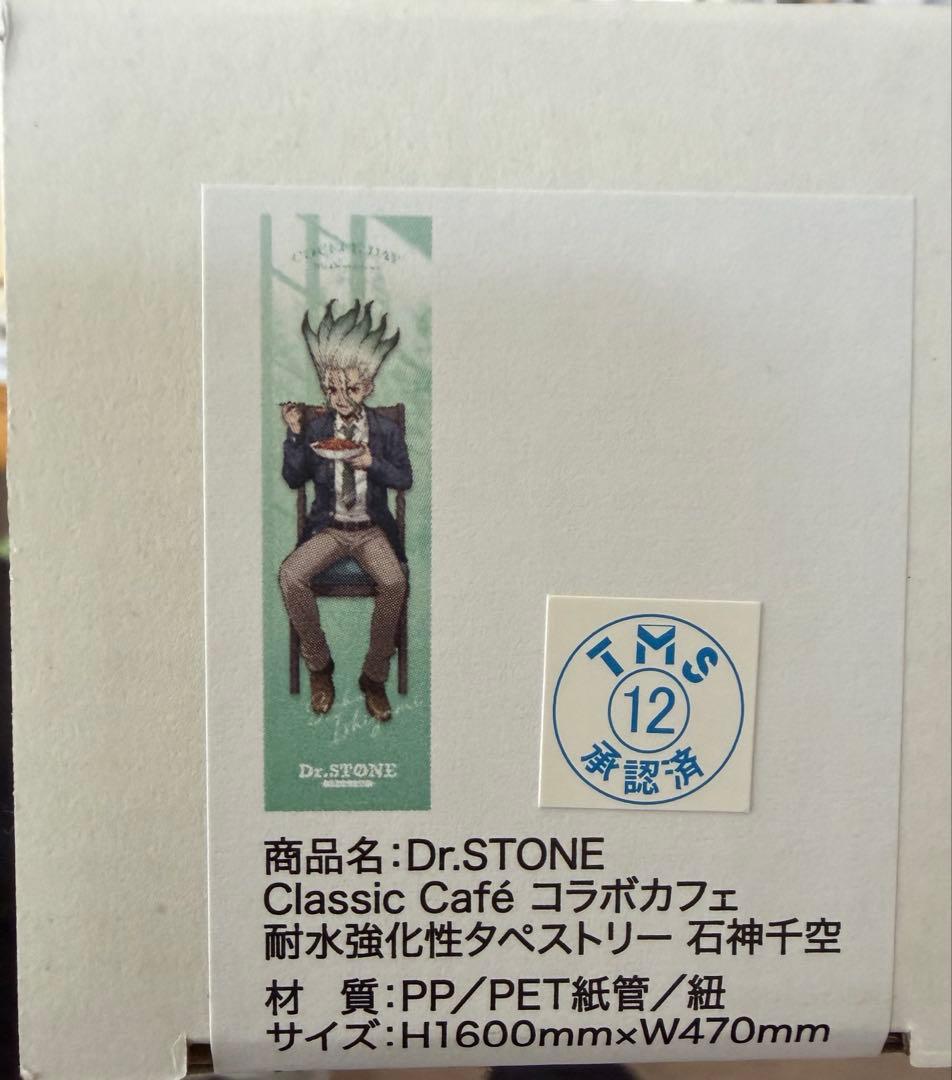 Dr.STONE
TMS
12
承認済
商品名:Dr.STONE
Classic Café コラボカフェ
耐水強化性タペストリー 石神千空
材　質:PP／PET紙管／紐
サイズ:H1600mm×W470mm